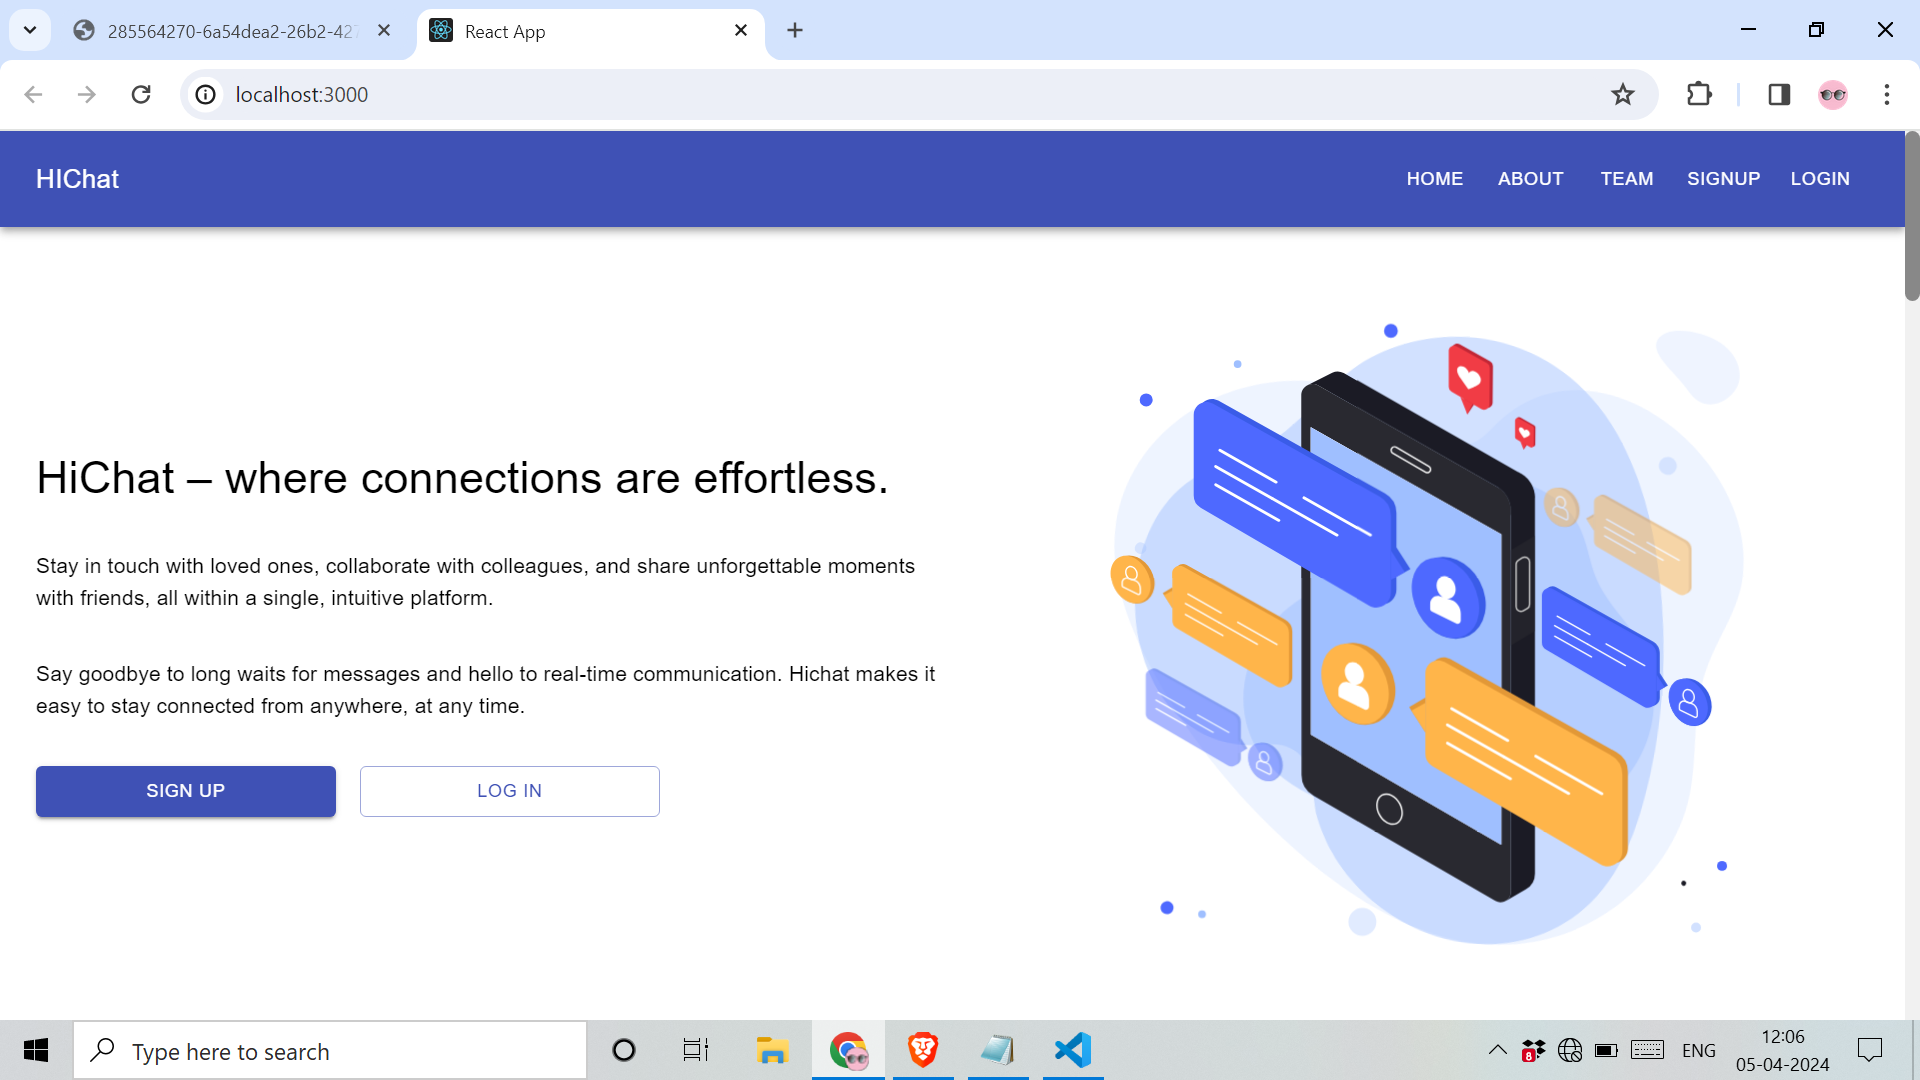 285564270-6a54dea2-26b2-427
React App
localhost:3000
HIChat
HOME ABOUT TEAM SIGNUP LOGIN
HiChat – where connections are effortless.
Stay in touch with loved ones, collaborate with colleagues, and share unforgettable moments
with friends, all within a single, intuitive platform.
Say goodbye to long waits for messages and hello to real-time communication. Hichat makes it
easy to stay connected from anywhere, at any time.
SIGN UP LOG IN
Type here to search
8
ENG
12:06
05-04-2024